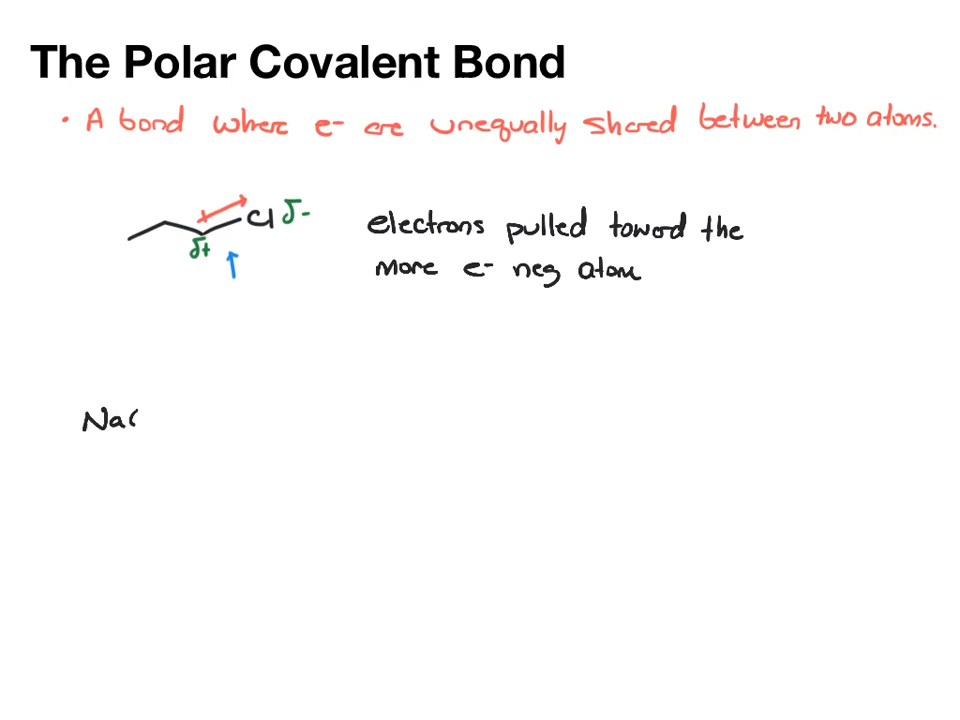 The Polar Covalent Bond
• A bond where e- are unequally shared between two atoms.
Cl δ-
δ+
electrons pulled toward the
more e- neg atom
Na(